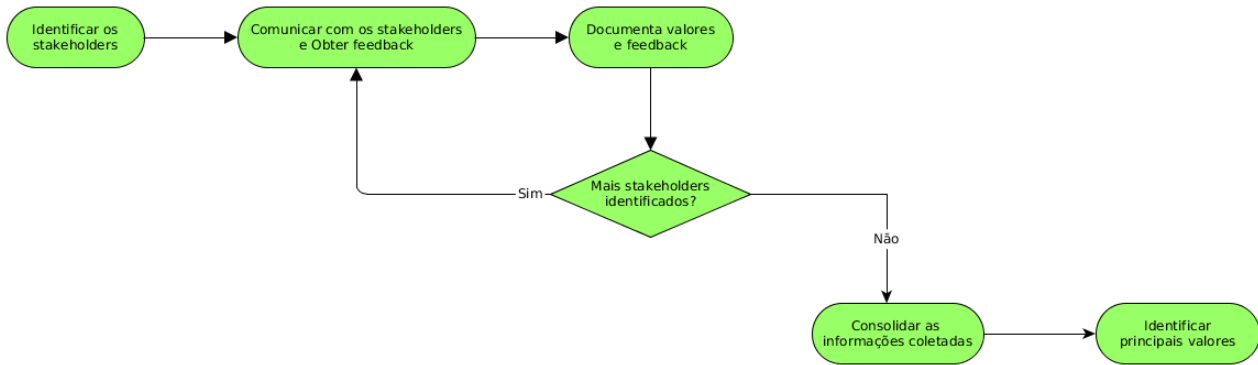 Identificar os
stakeholders
Comunicar com os stakeholders
e Obter feedback
Documenta valores
e feedback
Mais stakeholders
identificados?
Sim
Não
Consolidar as
informações coletadas
Identificar
principais valores